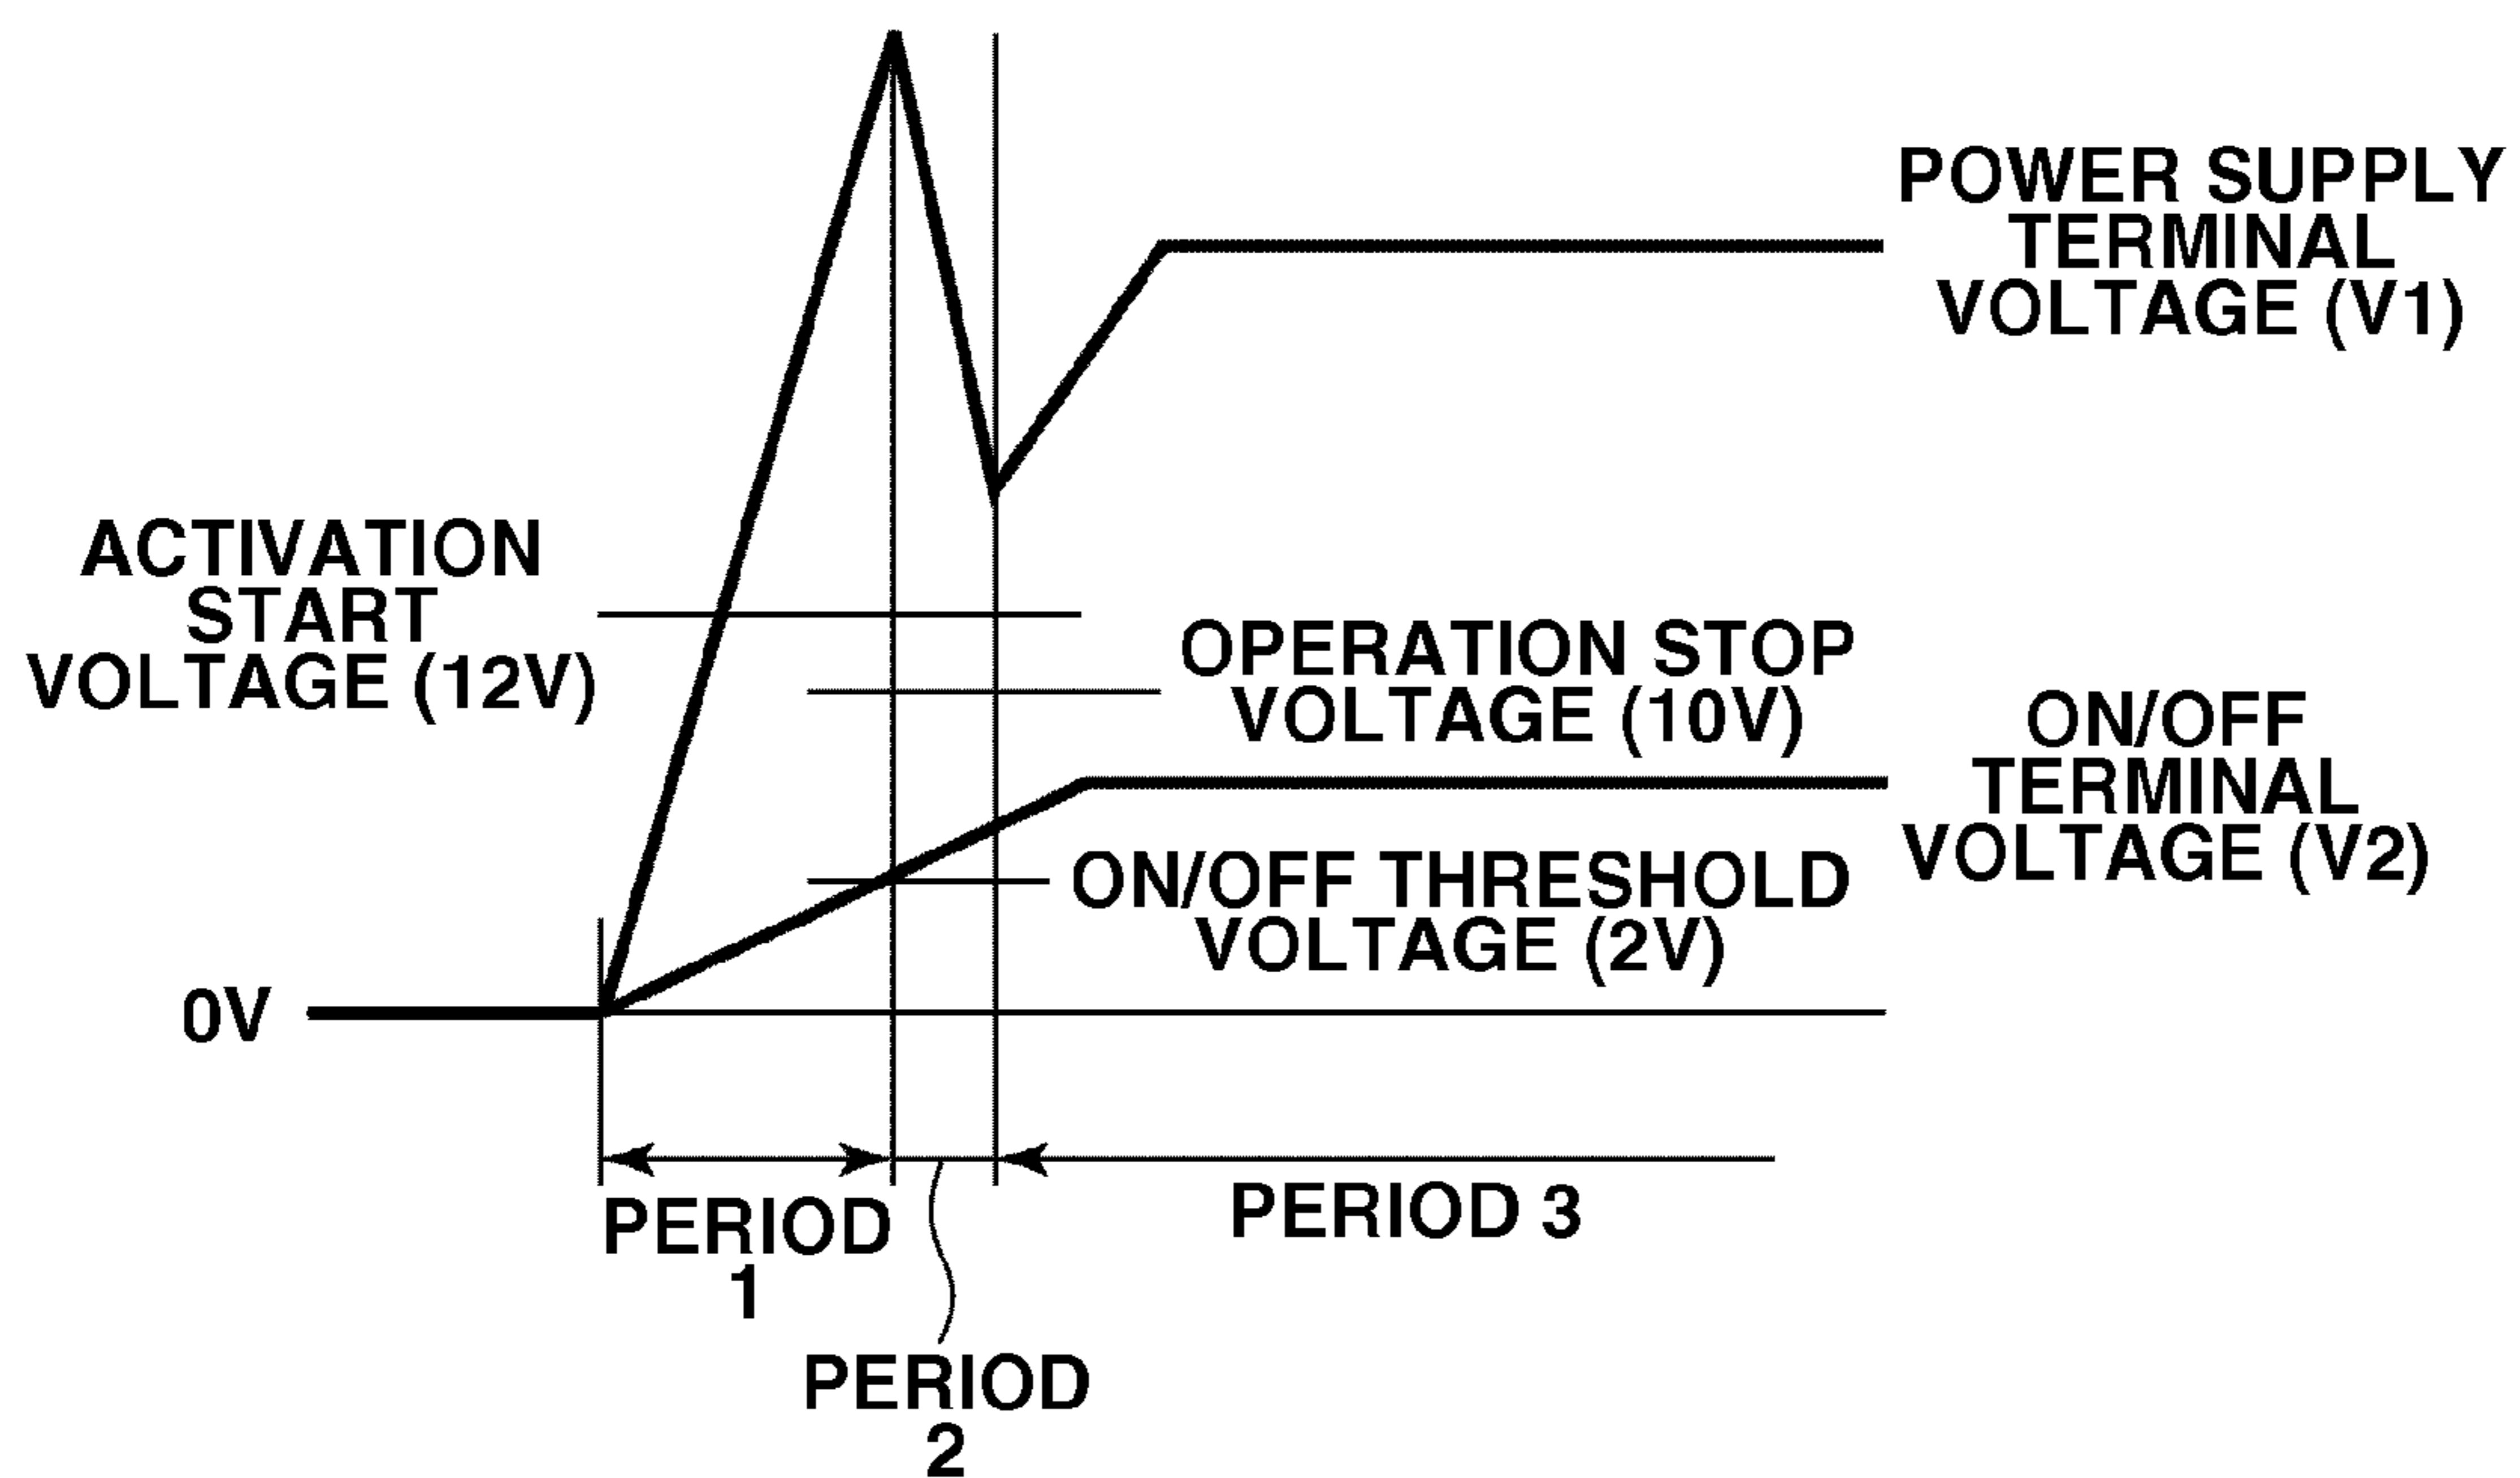 POWER SUPPLY
TERMINAL
VOLTAGE (V1)
ACTIVATION
START
VOLTAGE (12V)
OPERATION STOP
VOLTAGE (10V)
ON/OFF
TERMINAL
VOLTAGE (V2)
ON/OFF THRESHOLD
VOLTAGE (2V)
0V
PERIOD
1
PERIOD 3
PERIOD
2